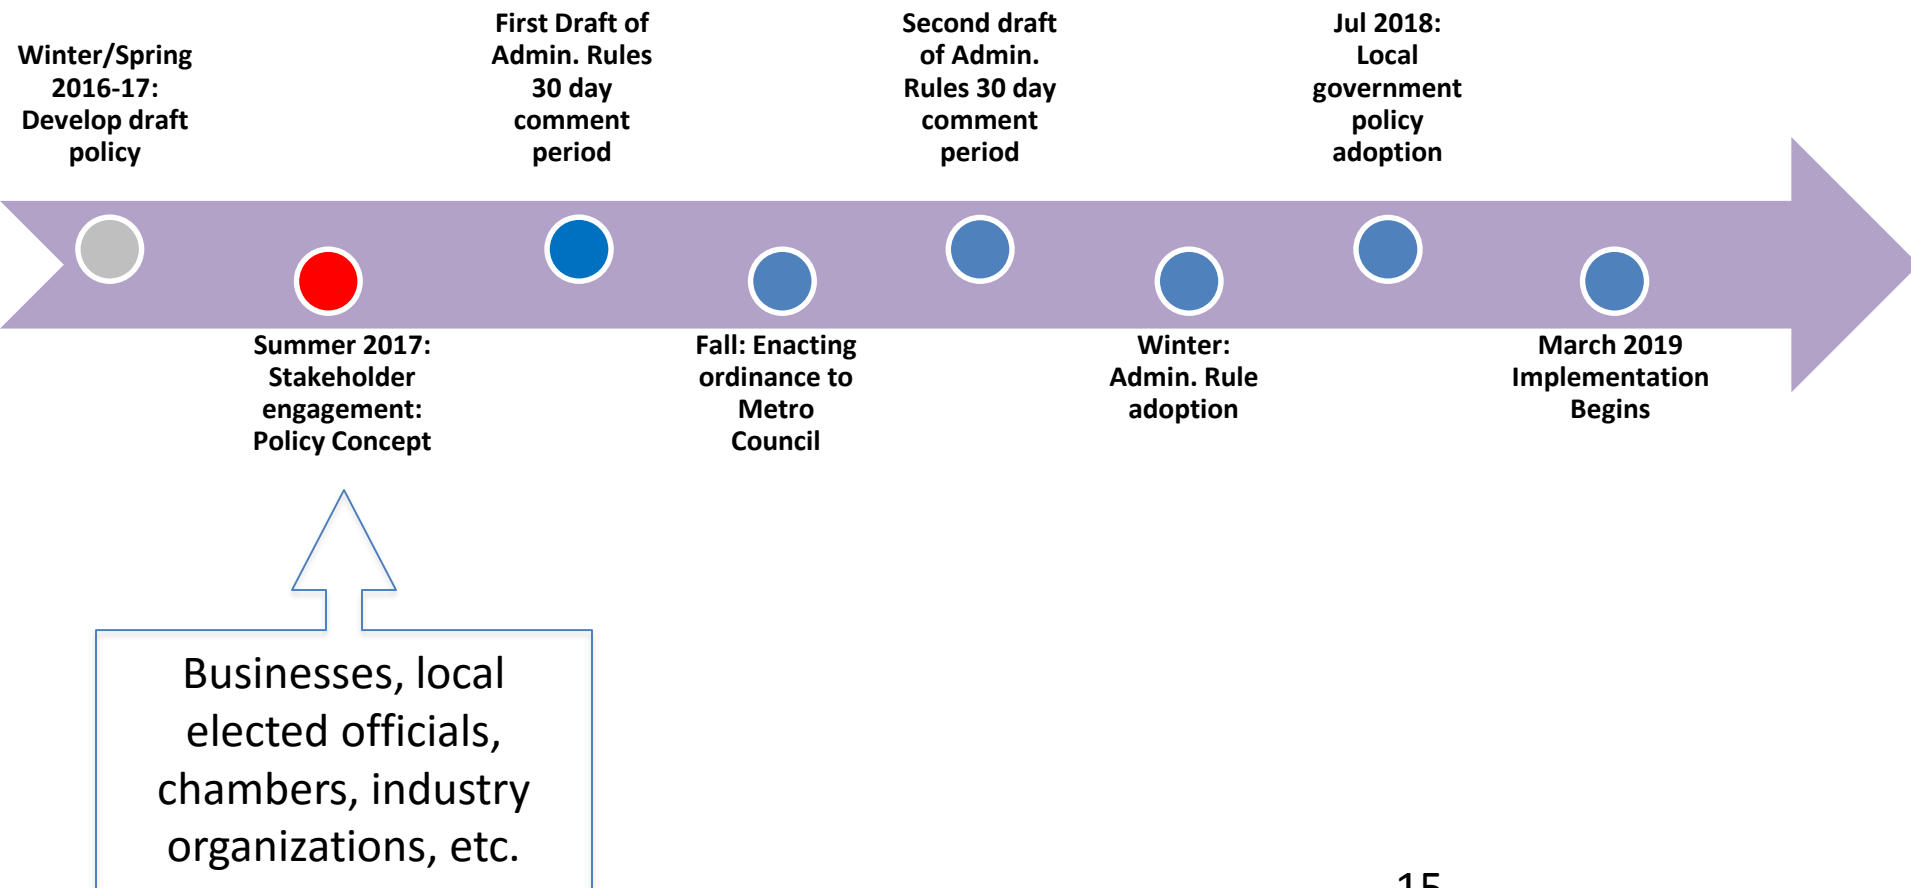 Winter/Spring
2016-17:
Develop draft
policy
First Draft of
Admin. Rules
30 day
comment
period
Second draft
of Admin.
Rules 30 day
comment
period
Jul 2018:
Local
government
policy
adoption
Summer 2017:
Stakeholder
engagement:
Policy Concept
Fall: Enacting
ordinance to
Metro
Council
Winter:
Admin. Rule
adoption
March 2019
Implementation
Begins
Businesses, local
elected officials,
chambers, industry
organizations, etc.
15